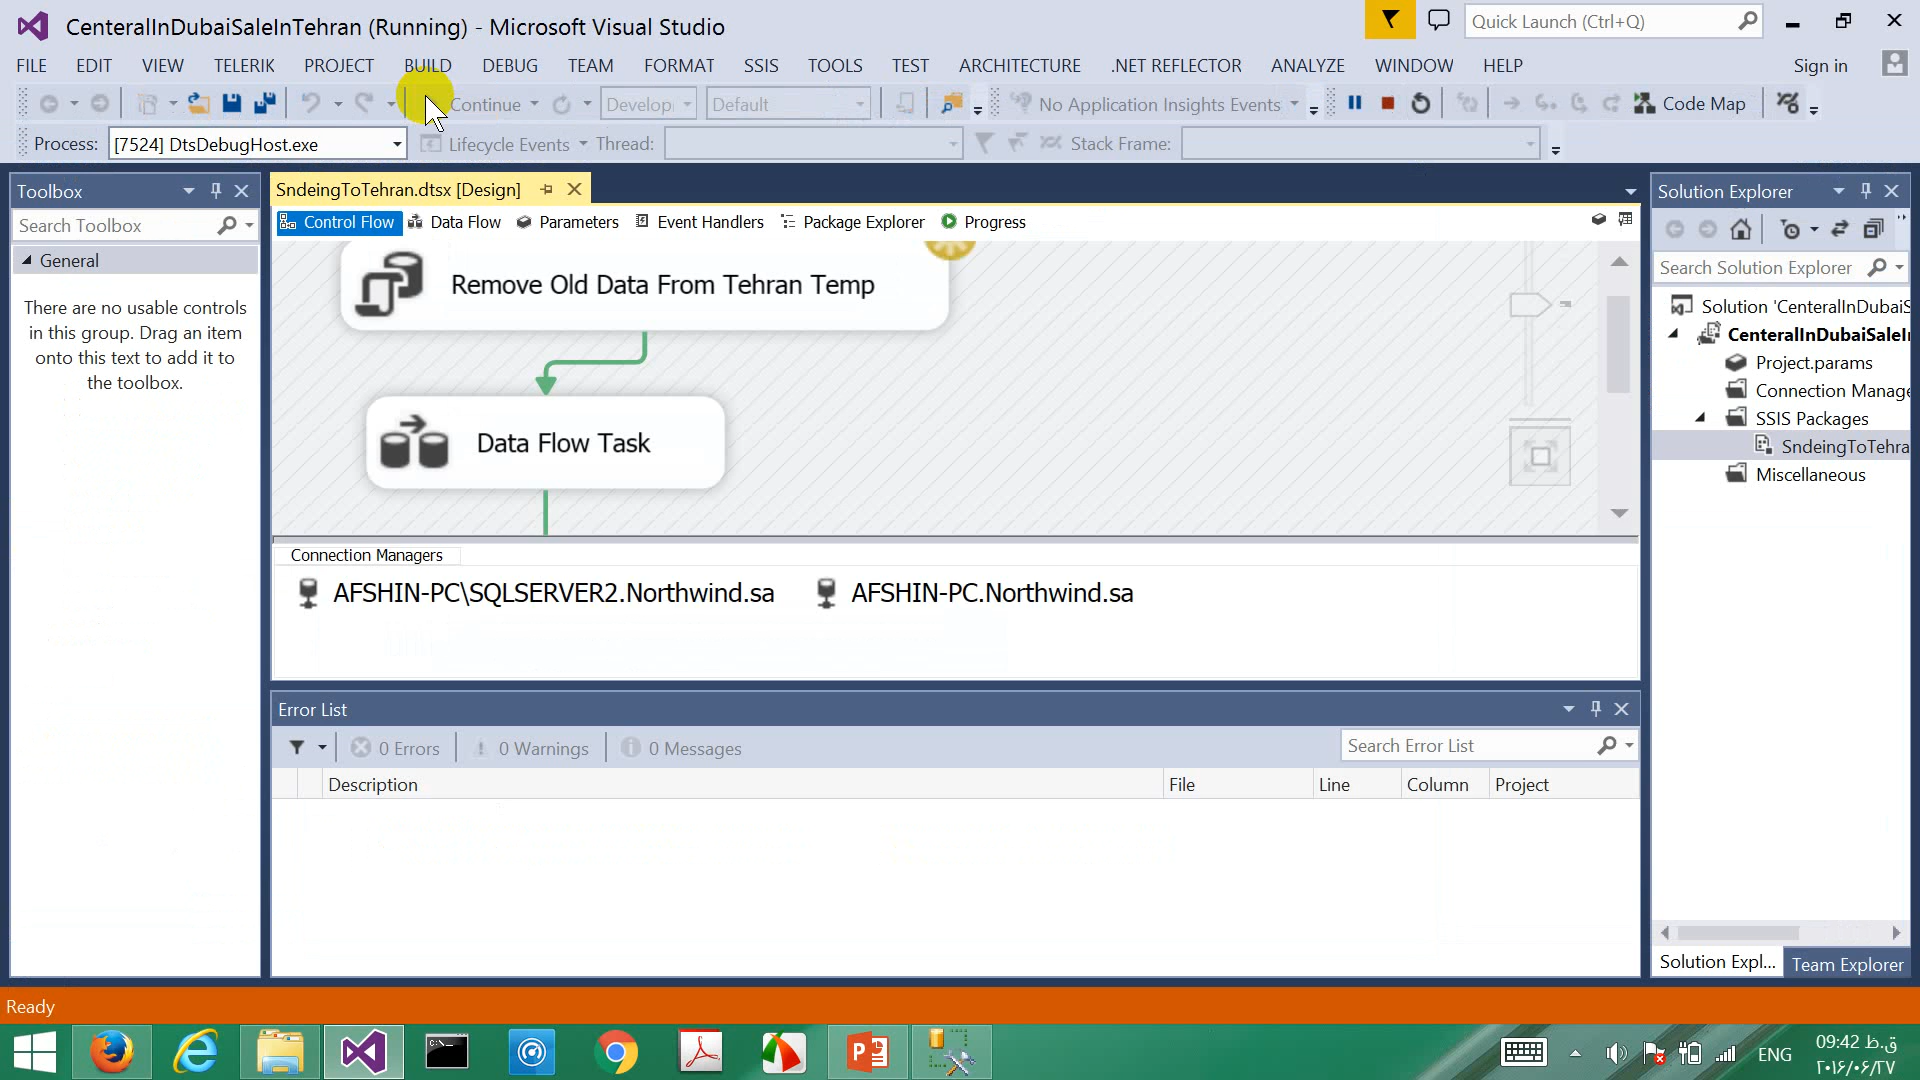 CenteralInDubaiSaleInTehran (Running) - Microsoft Visual Studio
Quick Launch (Ctrl+Q)
FILE EDIT VIEW TELERIK PROJECT BUILD DEBUG TEAM FORMAT SSIS TOOLS TEST ARCHITECTURE .NET REFLECTOR ANALYZE WINDOW HELP Sign in
Continue Develop Default No Application Insights Events Code Map
Process: [7524] DtsDebugHost.exe Lifecycle Events Thread: Stack Frame:
Toolbox
Search Toolbox
General
There are no usable controls
in this group. Drag an item
onto this text to add it to
the toolbox.
SndeingToTehran.dtsx [Design]
Control Flow Data Flow Parameters Event Handlers Package Explorer Progress
Remove Old Data From Tehran Temp
Data Flow Task
Connection Managers
AFSHIN-PC\SQLSERVER2.Northwind.sa AFSHIN-PC.Northwind.sa
Error List
0 Errors 0 Warnings 0 Messages
Search Error List
Description File Line Column Project
Solution Explorer
Search Solution Explorer
Solution 'CenteralInDubaiS
CenteralInDubaiSaleIn
Project.params
Connection Manage
SSIS Packages
SndeingToTehra
Miscellaneous
Solution Expl... Team Explorer
Ready
ENG
09:42 ق.ظ
۲۰۱۶/۰۶/۲۷